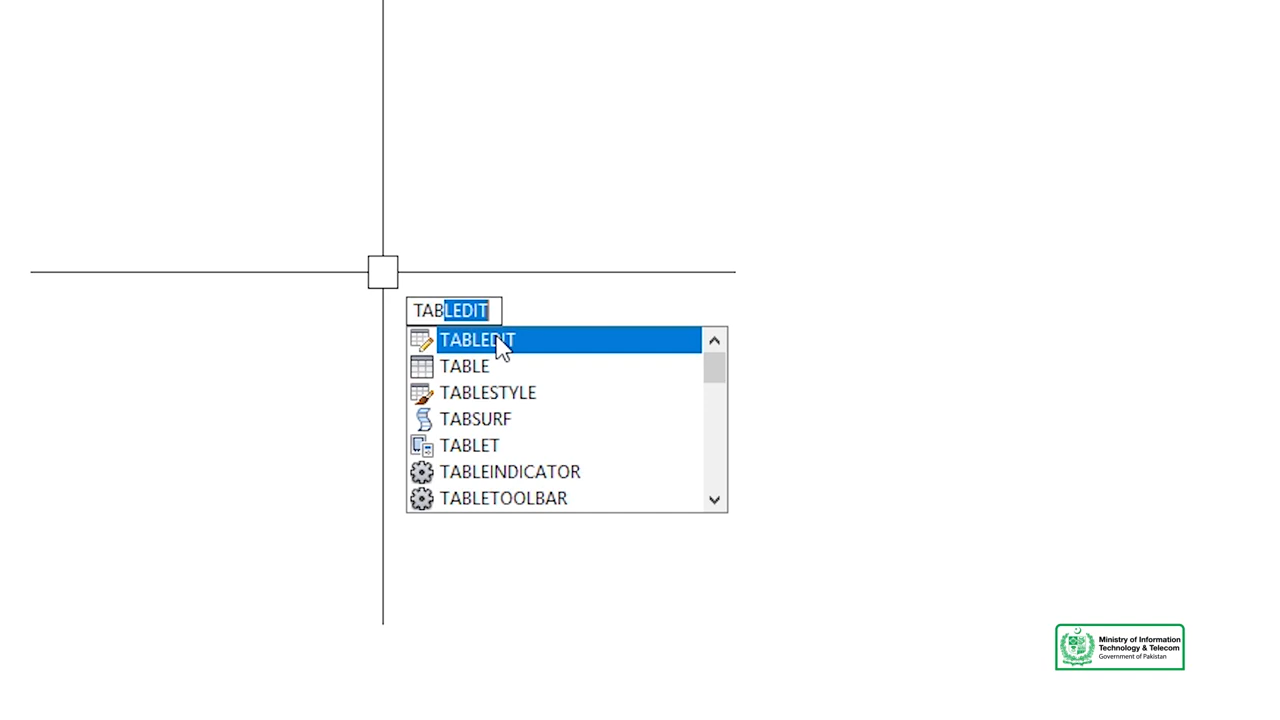 TABLEDIT
TABLEDIT
TABLE
TABLESTYLE
TABSURF
TABLET
TABLEINDICATOR
TABLETOOLBAR
Ministry of Information
Technology & Telecom
Government of Pakistan